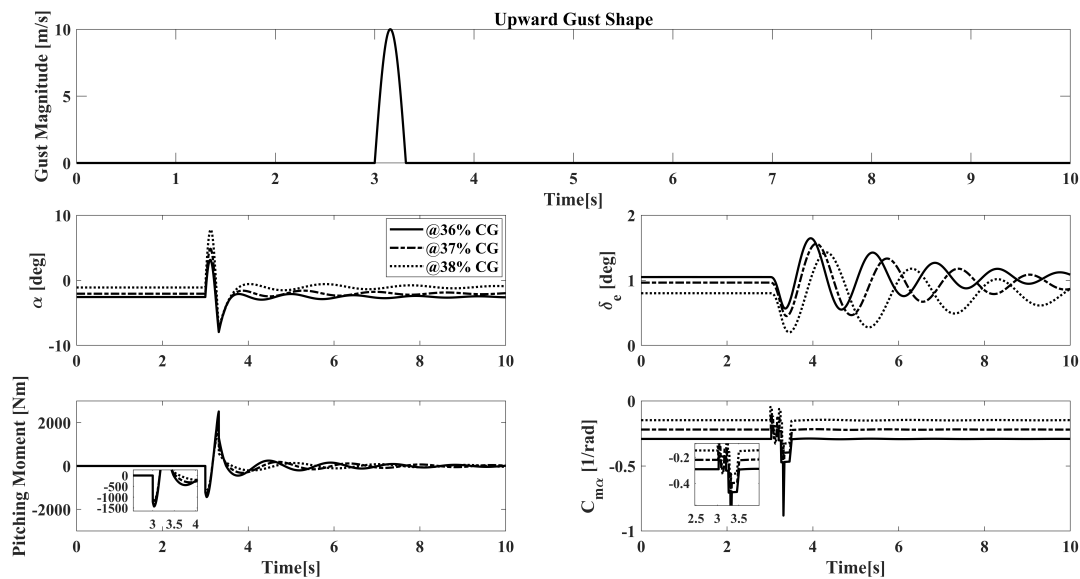 Upward Gust Shape
Gust Magnitude [m/s]
10
5
0
0 1 2 3 4 5 6 7 8 9 10
Time[s]
α [deg]
10
0
-10
@36% CG
@37% CG
@38% CG
0 2 4 6 8 10
δe [deg]
2
1
0
0 2 4 6 8 10
Pitching Moment [Nm]
2000
0
-2000
0
-500
-1000
-1500
3 3.5 4
0 2 4 6 8 10
Time[s]
Cmα [1/rad]
0
-0.5
-1
-0.2
-0.4
2.5 3 3.5
0 2 4 6 8 10
Time[s]